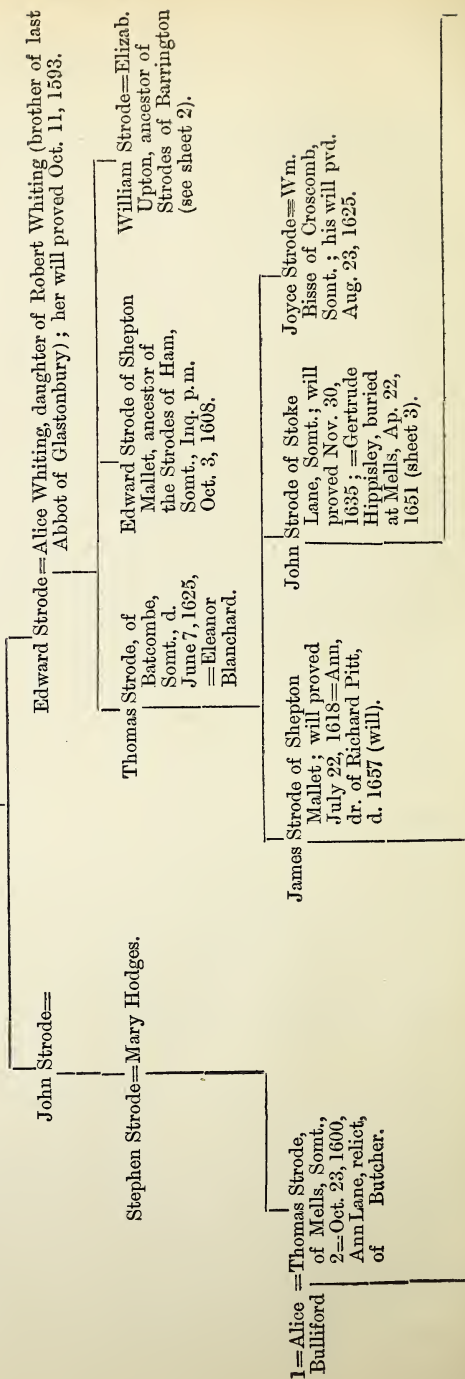 John Strode=
Edward Strode=Alice Whiting, daughter of Robert Whiting (brother of last
Abbot of Glastonbury); her will proved Oct. 11, 1593.
Stephen Strode=Mary Hodges.
Thomas Strode, of
Batcombe,
Somt., d.
June 7, 1625,
=Eleanor
Blanchard.
Edward Strode of Shepton
Mallet, ancestor of
the Strodes of Ham,
Somt., Inq. p.m.
Oct. 3, 1608.
William Strode=Elizab.
Upton, ancestor of
Strodes of Barrington
(see sheet 2).
1=Alice =Thomas Strode,
Bulliford of Mells, Somt.,
2=Oct. 23, 1600,
Ann Lane, relict,
of Butcher.
James Strode of Shepton
Mallet; will proved
July 22, 1618=Ann,
dr. of Richard Pitt,
d. 1657 (will).
John Strode of Stoke
Lane, Somt.; will
proved Nov. 30,
1635; =Gertrude
Hippisley, buried
at Mells, Ap. 22,
1651 (sheet 3).
Joyce Strode=Wm.
Bisse of Croscomb,
Somt.; his will pvd.
Aug. 23, 1625.